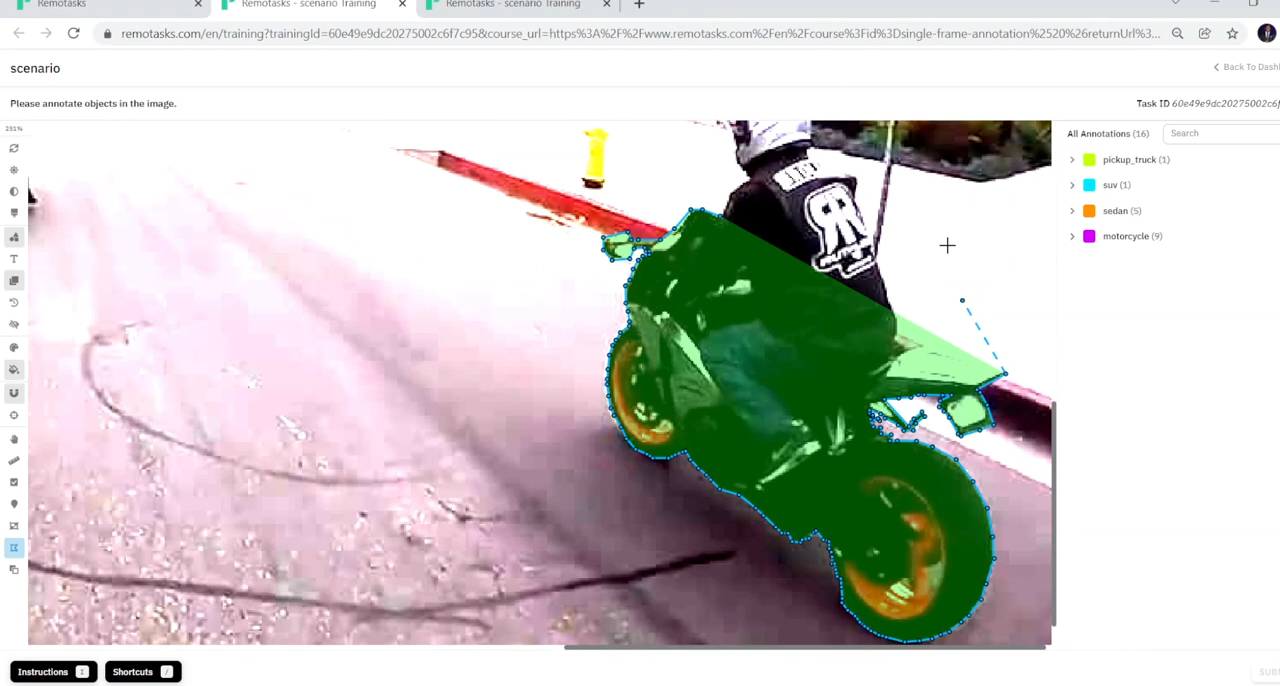 Remotasks
Remotasks - scenario Training
Remotasks - scenario Training
remotasks.com/en/training?trainingId=60e49e9dc20275002c6f7c95&course_url=https%3A%2F%2Fwww.remotasks.com%2Fen%2Fcourse%3Fid%3Dsingle-frame-annotation%2520%26returnUrl%3...
scenario
Back To Dash
Please annotate objects in the image.
Task ID 60e49e9dc20275002c6f
231%
All Annotations (16)
Search
pickup_truck (1)
suv (1)
sedan (5)
motorcycle (9)
Instructions I
Shortcuts /
SUB